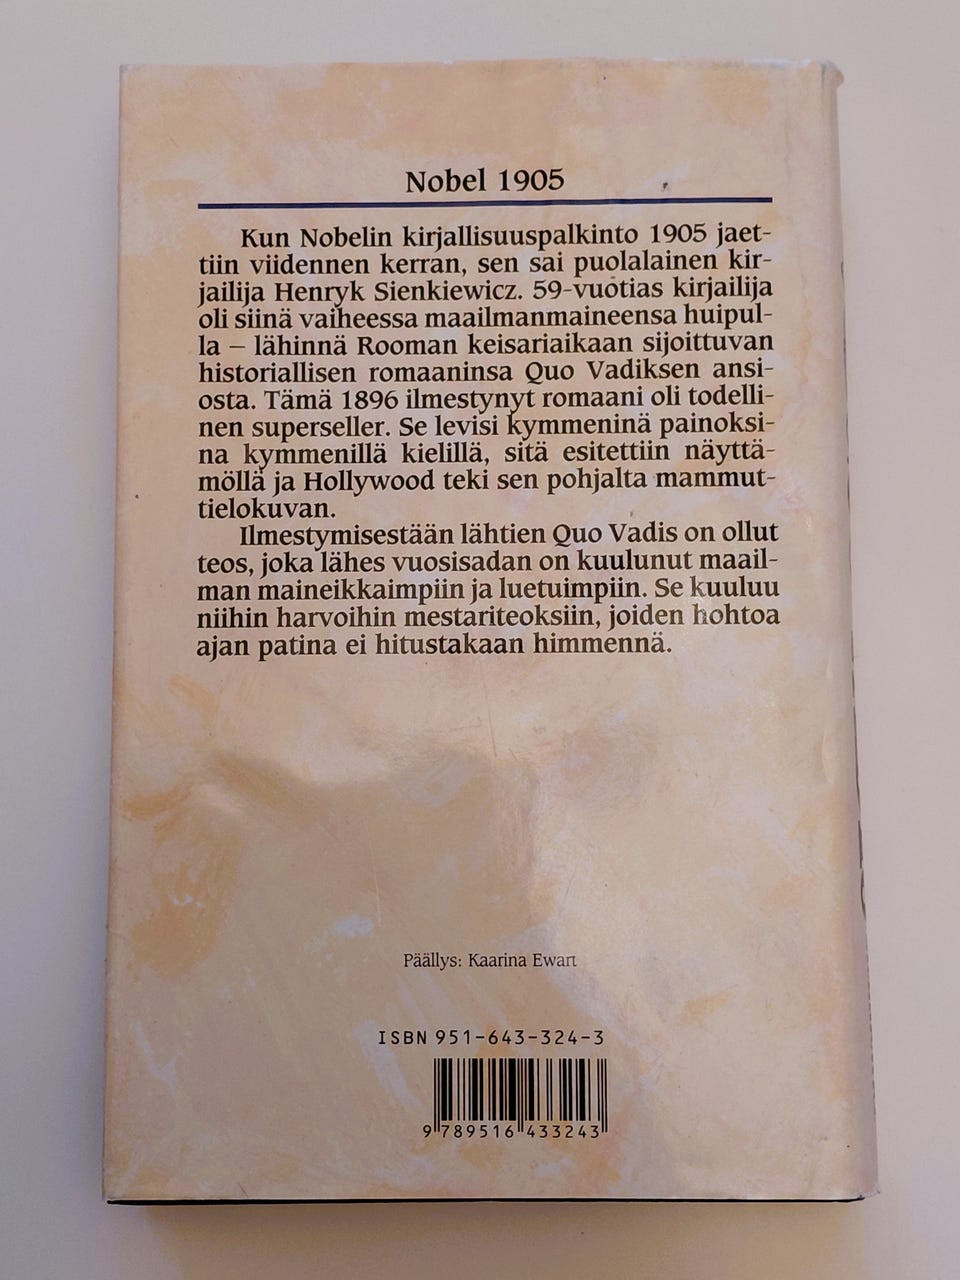 Nobel 1905
Kun Nobelin kirjallisuuspalkinto 1905 jaet-
tiin viidennen kerran, sen sai puolalainen kir-
jailija Henryk Sienkiewicz. 59-vuotias kirjailija
oli siinä vaiheessa maailmanmaineensa huipul-
la – lähinnä Rooman keisariaikaan sijoittuvan
historiallisen romaaninsa Quo Vadiksen ansi-
osta. Tämä 1896 ilmestynyt romaani oli todelli-
nen superseller. Se levisi kymmeninä painoksi-
na kymmenillä kielillä, sitä esitettiin näyttä-
möllä ja Hollywood teki sen pohjalta mammut-
tielokuvan.
Ilmestymisestään lähtien Quo Vadis on ollut
teos, joka lähes vuosisadan on kuulunut maail-
man maineikkaimpiin ja luetuimpiin. Se kuuluu
niihin harvoihin mestariteoksiin, joiden hohtoa
ajan patina ei hitustakaan himmennä.
Päällys: Kaarina Ewart
ISBN 951-643-324-3
9 789516 433243